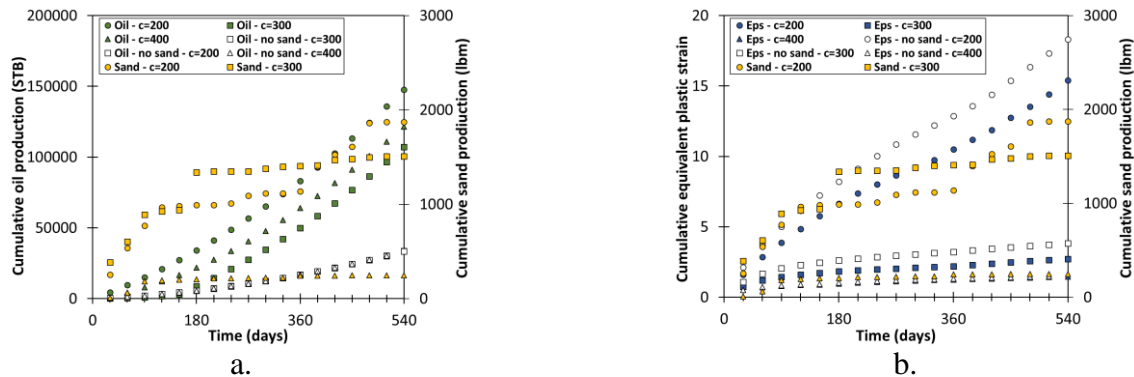 200000
150000
100000
50000
0
3000
2000
1000
0
0 180 360 540
Cumulative oil production (STB)
Cumulative sand prodiuction (lbm)
Time (days)
Oil - c=200 Oil - c=300
Oil - c=400 Oil - no sand - c=300
Oil - no sand - c=200 Oil - no sand - c=400
Sand - c=200 Sand - c=300
a.
20
15
10
5
0
3000
2000
1000
0
0 180 360 540
Cumulative equivalent plastic strain
Cumulative sand prodiuction (lbm)
Time (days)
Eps - c=200 Eps - c=300
Eps - c=400 Eps - no sand - c=200
Eps - no sand - c=300 Eps - no sand - c=400
Sand - c=200 Sand - c=300
b.